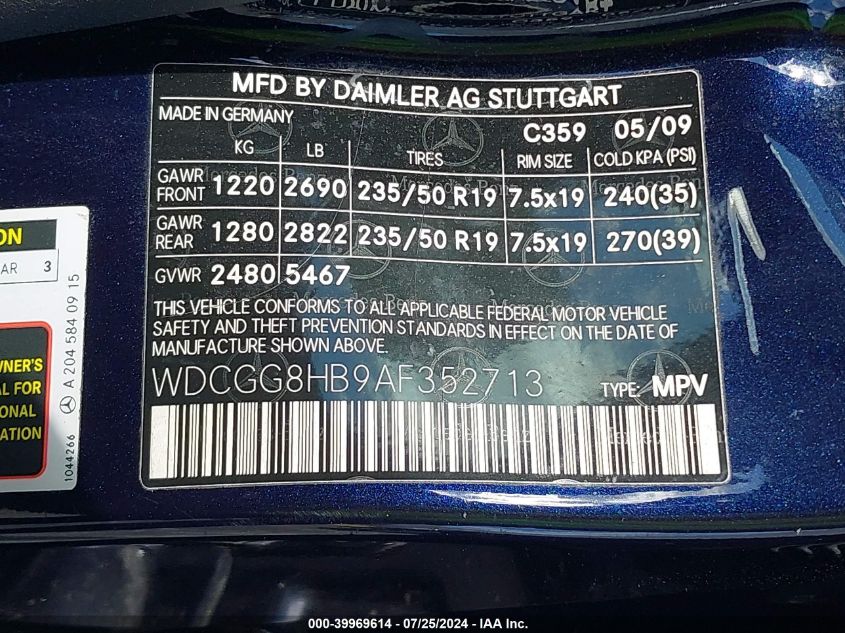 MFD BY DAIMLER AG STUTTGART
MADE IN GERMANY
C359 05/09
KG LB TIRES RIM SIZE COLD KPA (PSI)
GAWR FRONT 1220 2690 235/50 R19 7.5x19 240(35)
GAWR REAR 1280 2822 235/50 R19 7.5x19 270(39)
GVWR 2480 5467
THIS VEHICLE CONFORMS TO ALL APPLICABLE FEDERAL MOTOR VEHICLE
SAFETY AND THEFT PREVENTION STANDARDS IN EFFECT ON THE DATE OF
MANUFACTURE SHOWN ABOVE.
WDCGG8HB9AF352713 TYPE: MPV
ON
AR 3
WNER'S
AL FOR
ONAL
ATION
A 204 584 09 15
1044266
000-39969614 - 07/25/2024 - IAA Inc.